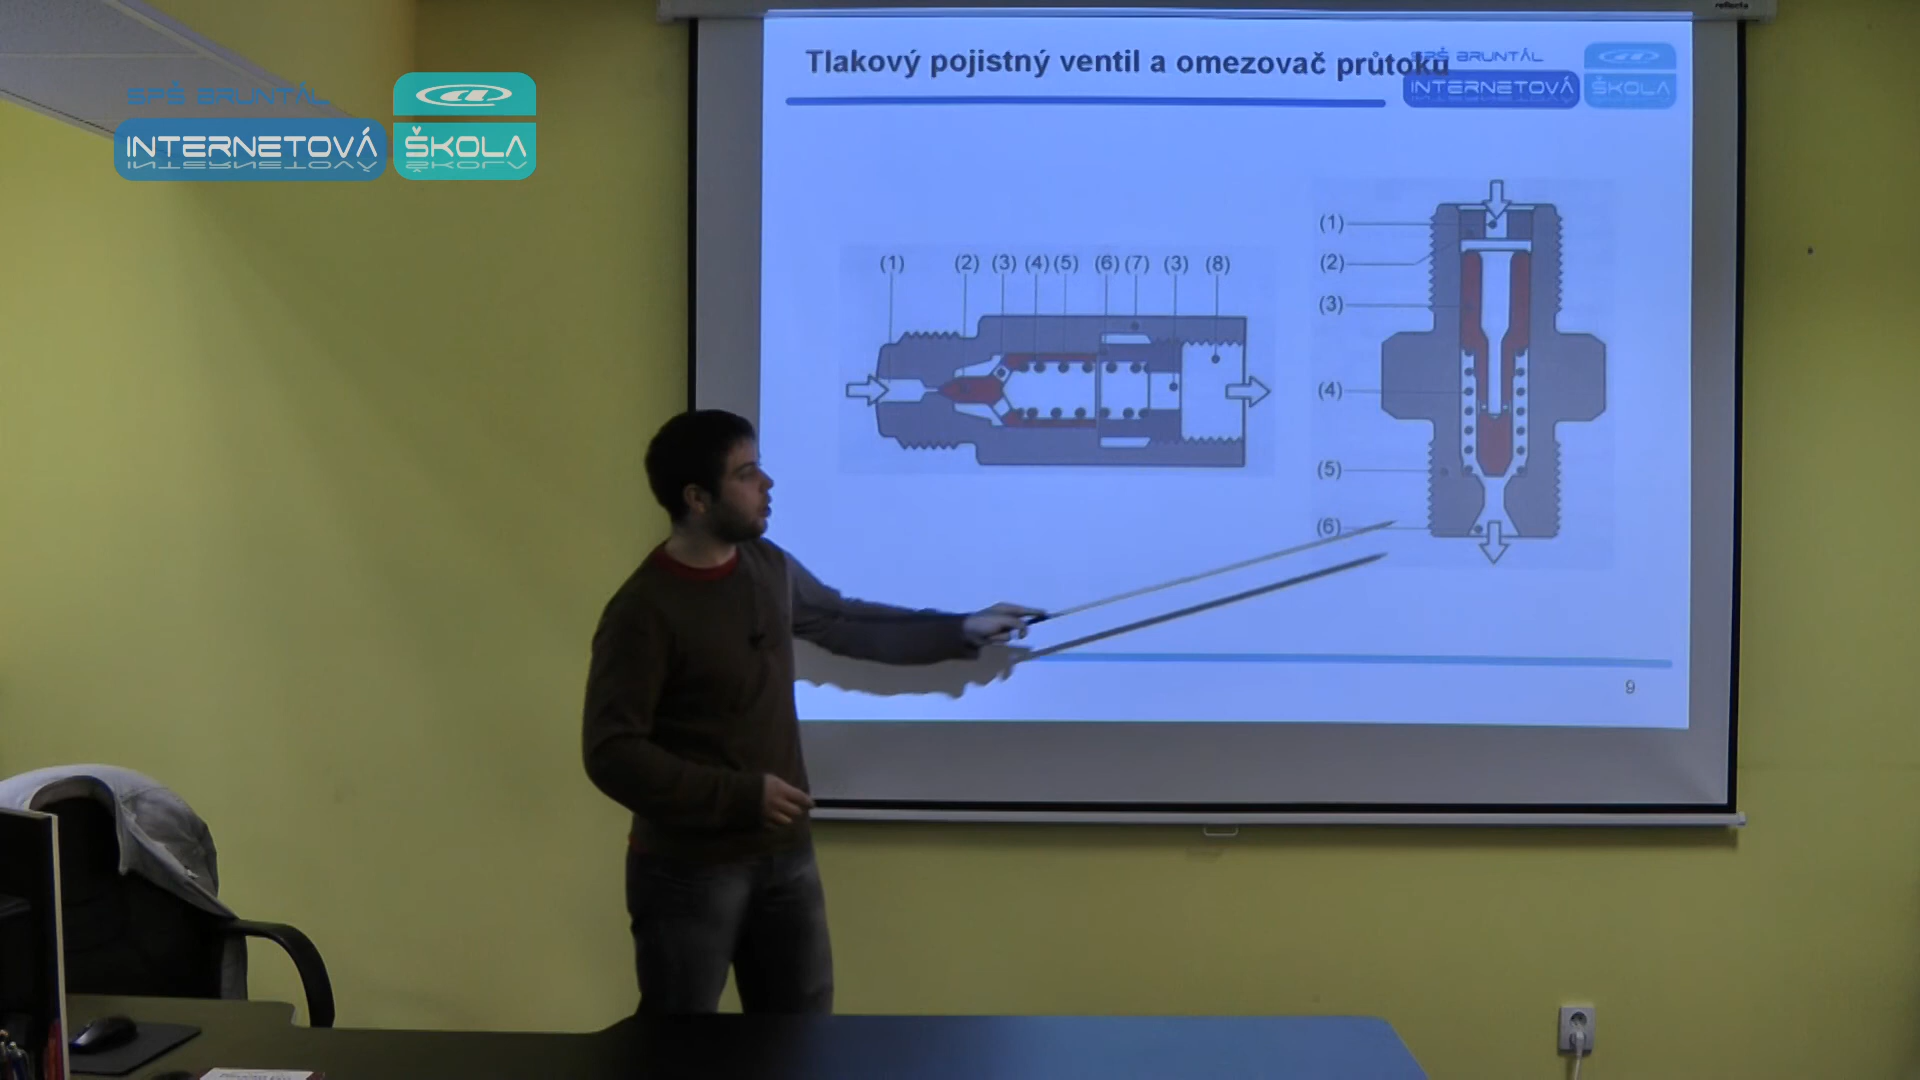 SPŠ BRUNTÁL
INTERNETOVÁ ŠKOLA
reflecta
Tlakový pojistný ventil a omezovač průtoku
SPŠ BRUNTÁL
INTERNETOVÁ ŠKOLA
(1) (2) (3) (4) (5) (6) (7) (3) (8)
(1)
(2)
(3)
(4)
(5)
(6)
9